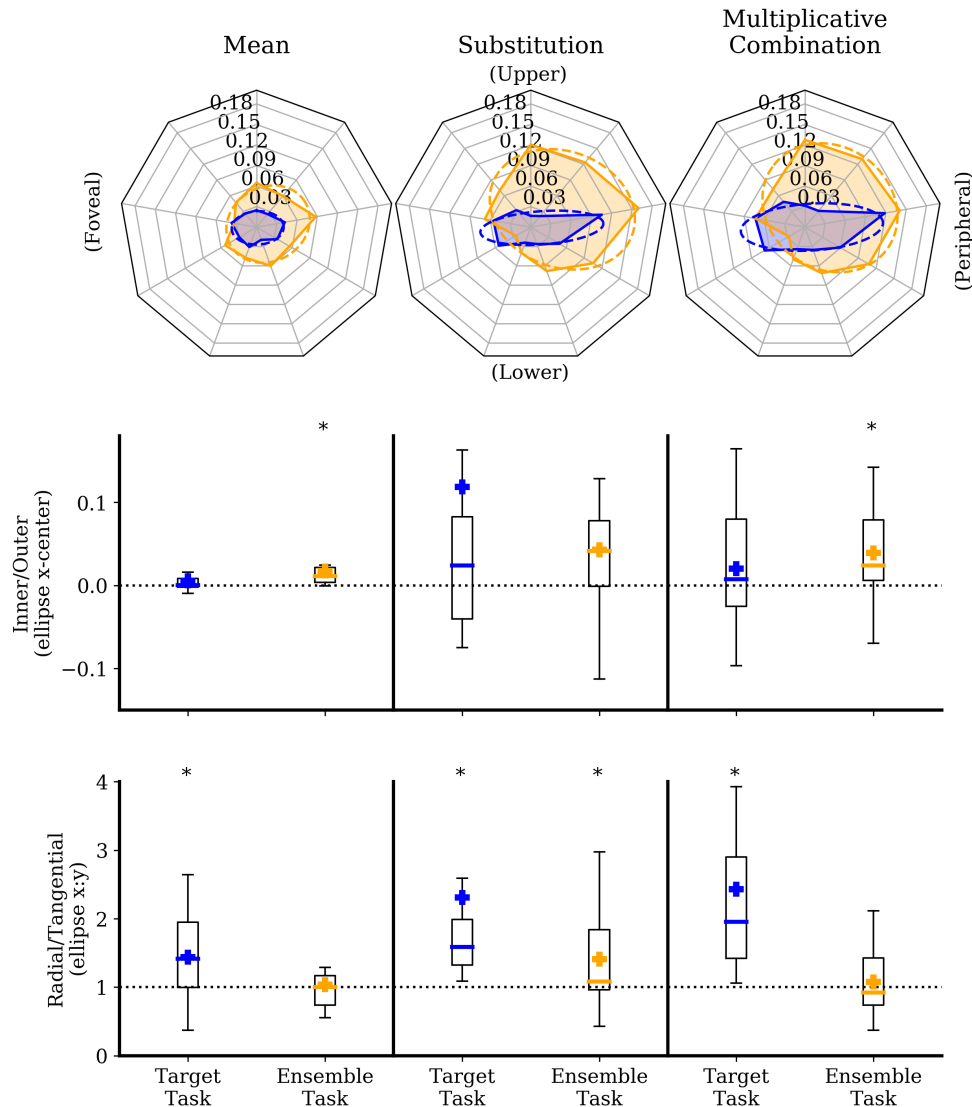 Mean
Substitution
Multiplicative
Combination
(Upper)
0.18
0.15
0.12
0.09
0.06
0.03
0.18
0.15
0.12
0.09
0.06
0.03
0.18
0.15
0.12
0.09
0.06
0.03
(Foveal)
(Peripheral)
(Lower)
*
*
Inner/Outer
(ellipse x-center)
0.1
0.0
−0.1
*
*
*
*
Radial/Tangential
(ellipse x:y)
4
3
2
1
0
Target
Task
Ensemble
Task
Target
Task
Ensemble
Task
Target
Task
Ensemble
Task